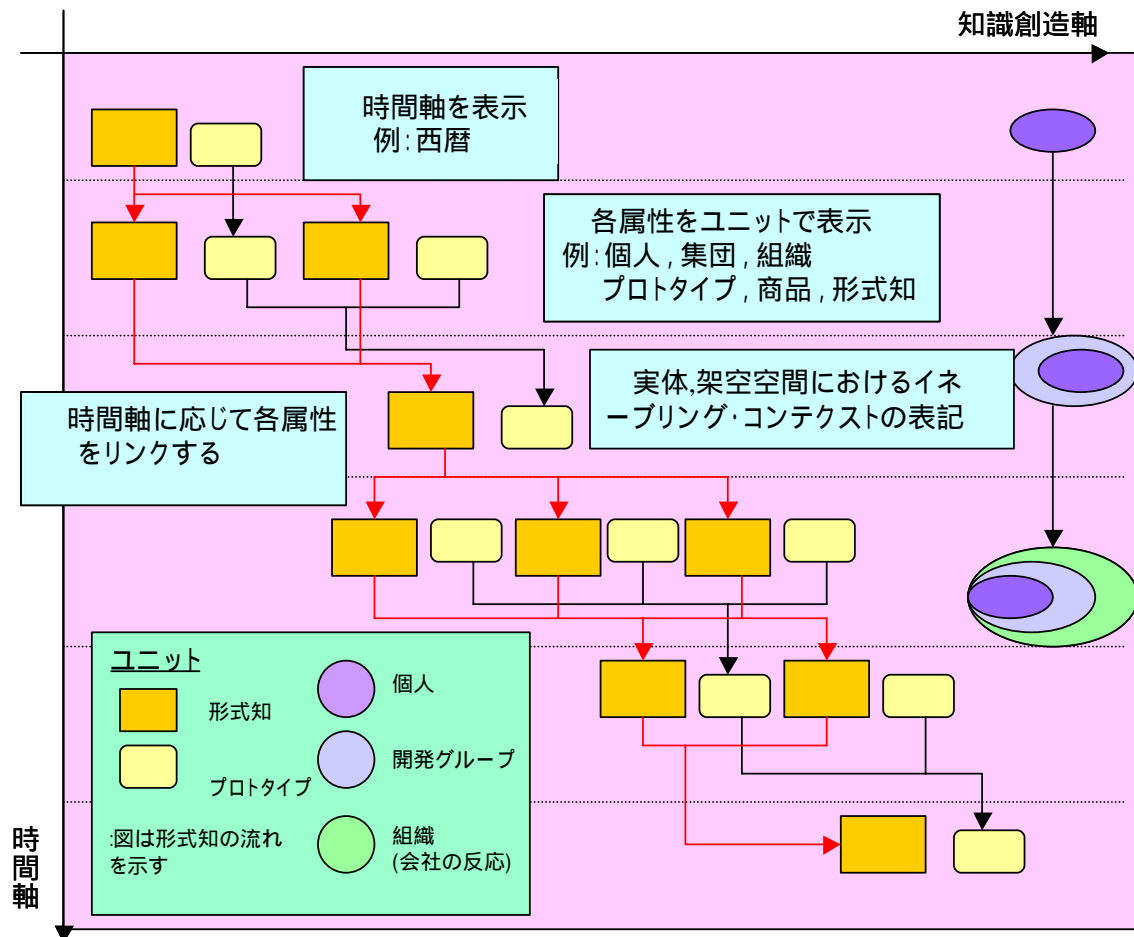 知識創造軸
時間軸を表示
例：西暦
各属性をユニットで表示
例：個人，集団，組織
プロトタイプ，商品，形式知
実体,架空空間におけるイネ
ーブリング・コンテクストの表記
時間軸に応じて各属性
をリンクする
ユニット
形式知
プロトタイプ
:図は形式知の流れ
を示す
個人
開発グループ
組織
(会社の反応)
時間軸